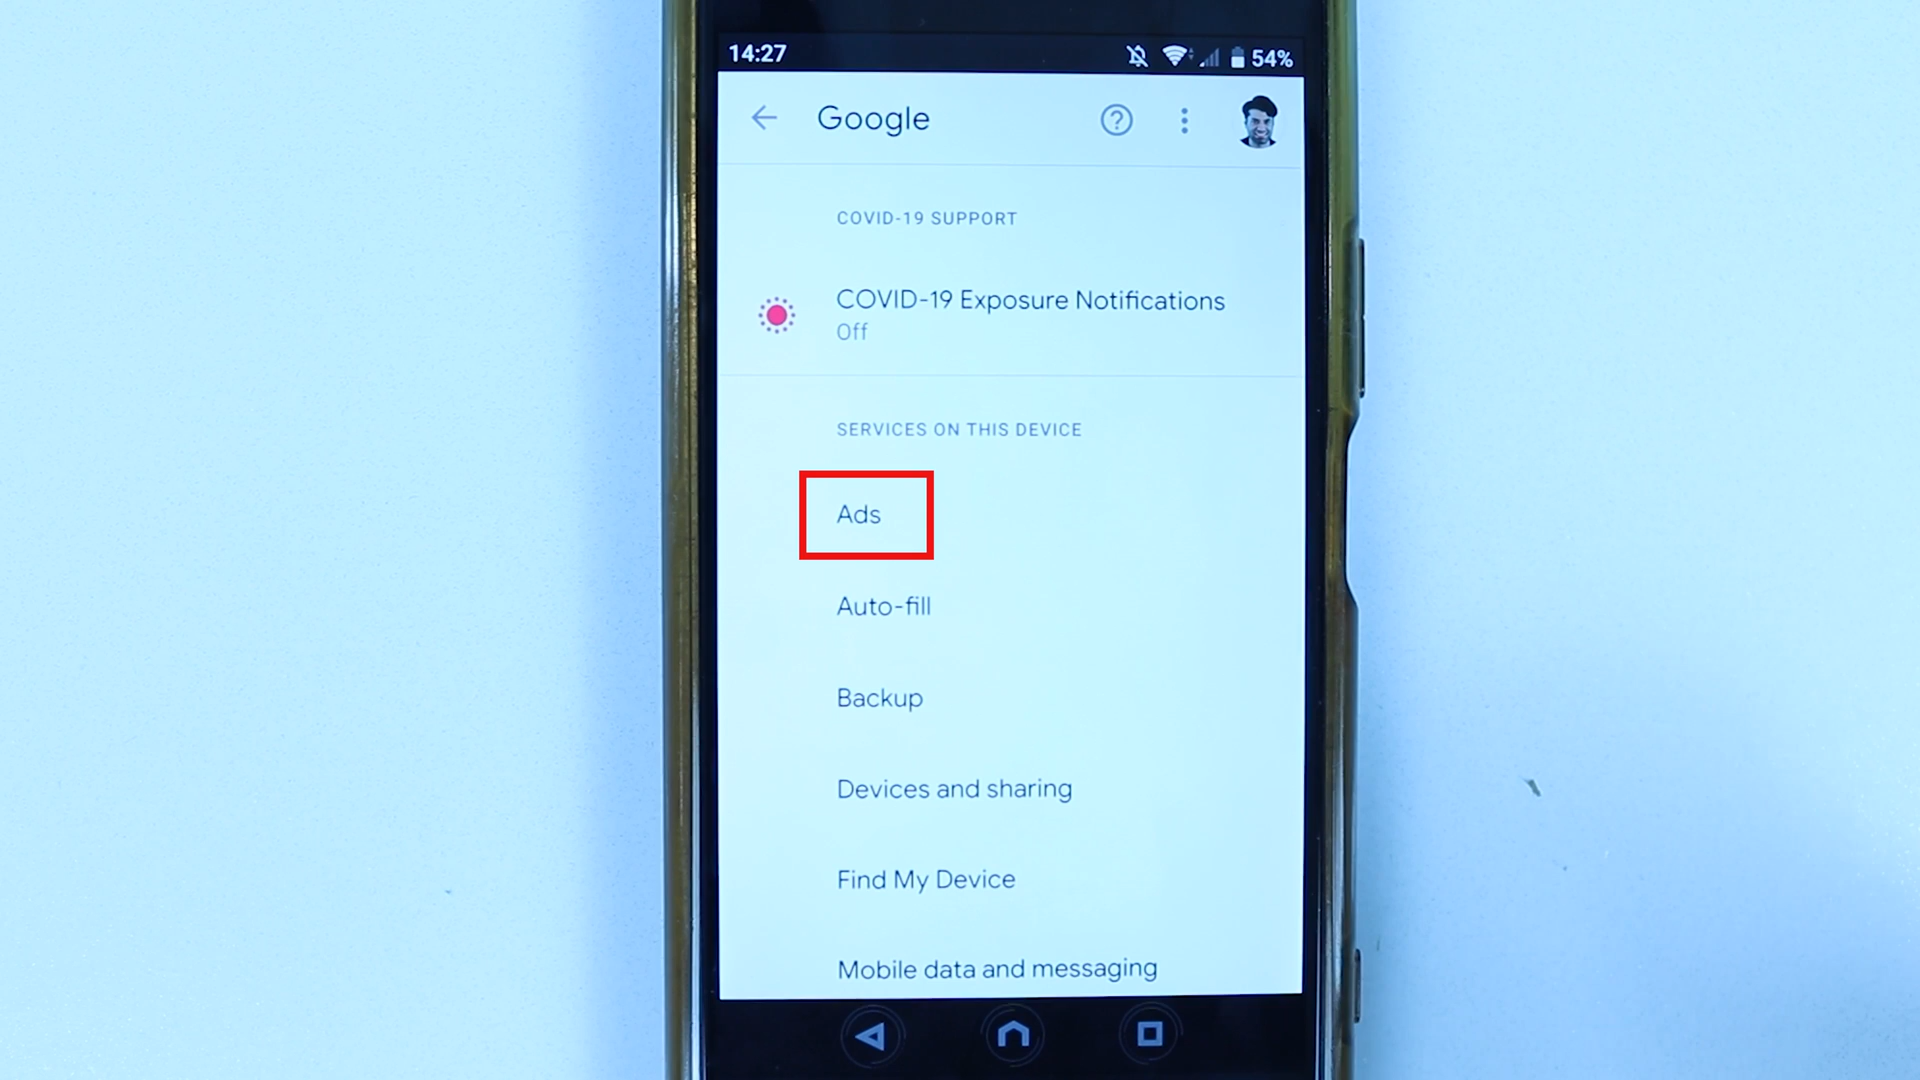 14:27 54%
Google
COVID-19 SUPPORT
COVID-19 Exposure Notifications
Off
SERVICES ON THIS DEVICE
Ads
Auto-fill
Backup
Devices and sharing
Find My Device
Mobile data and messaging